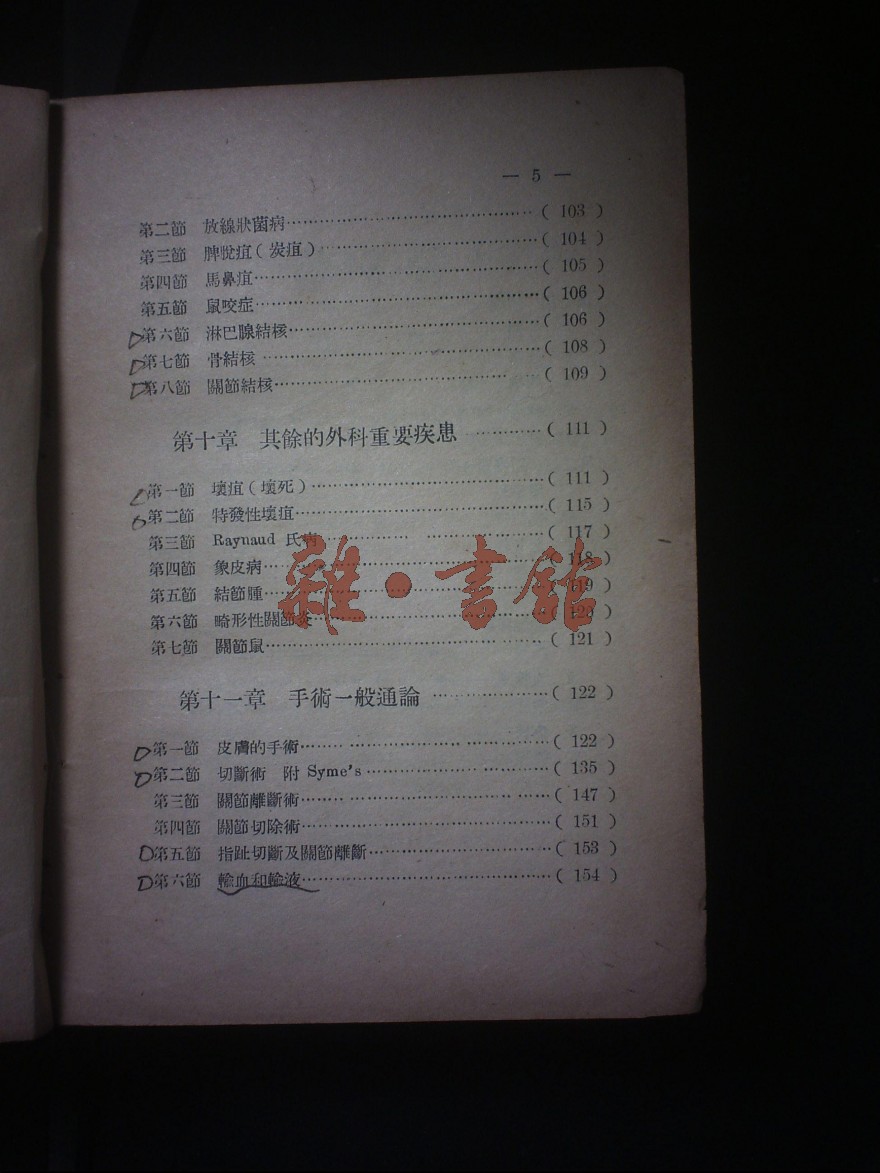 — 5 —
第二節 放線狀菌病…(103)
第三節 脾悅疽(炭疽)…(104)
第四節 馬鼻疽…(105)
第五節 鼠咬症…(106)
第六節 淋巴腺結核…(106)
第七節 骨結核…(108)
第八節 關節結核…(109)
第十章 其餘的外科重要疾患…(111)
第一節 壞疽(壞死)…(111)
第二節 特發性壞疽…(115)
第三節 Raynaud 氏病…(117)
第四節 象皮病…(118)
第五節 結節腫…(119)
第六節 畸形性關節炎…(120)
第七節 關節鼠…(121)
雜·書館
第十一章 手術一般通論…(122)
第一節 皮膚的手術…(122)
第二節 切斷術 附 Syme's…(135)
第三節 關節離斷術…(147)
第四節 關節切除術…(151)
第五節 指趾切斷及關節離斷…(153)
第六節 輸血和輸液…(154)